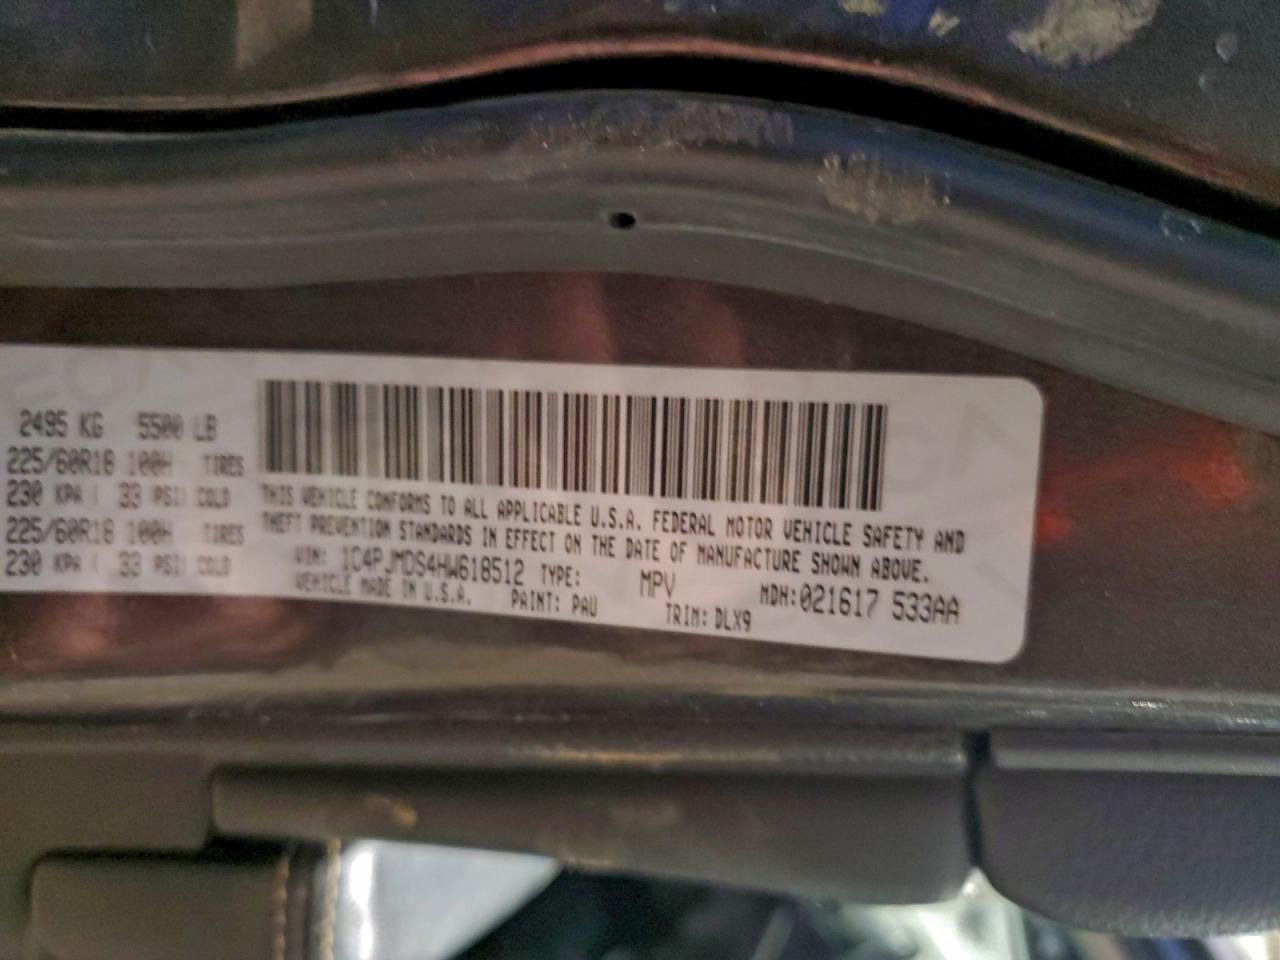 2495 KG 5500 LB
225/60R18 100H TIRES
230 KPA ( 33 PSI) COLD
225/60R18 100H TIRES
230 KPA ( 33 PSI) COLD
THIS VEHICLE CONFORMS TO ALL APPLICABLE U.S.A. FEDERAL MOTOR VEHICLE SAFETY AND
THEFT PREVENTION STANDARDS IN EFFECT ON THE DATE OF MANUFACTURE SHOWN ABOVE.
VIN: 1C4PJMDS4HW618512 TYPE: MPV MDH:021617 533AA
VEHICLE MADE IN U.S.A. PAINT: PAU TRIM: DLX9